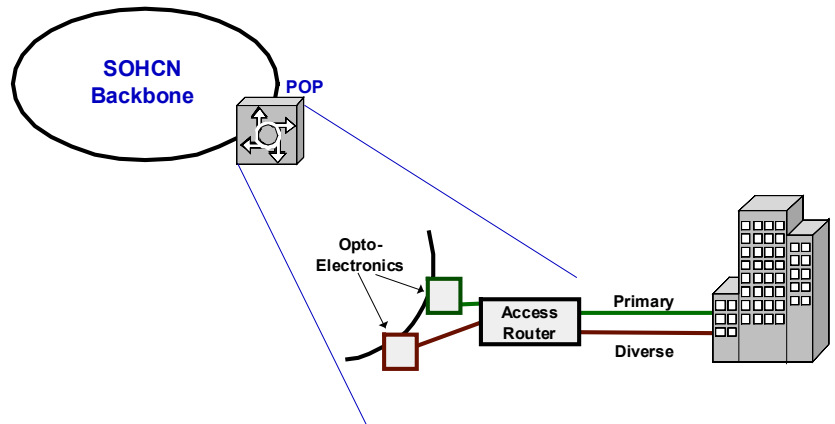 SOHCN
Backbone
POP
Opto-
Electronics
Access
Router
Primary
Diverse